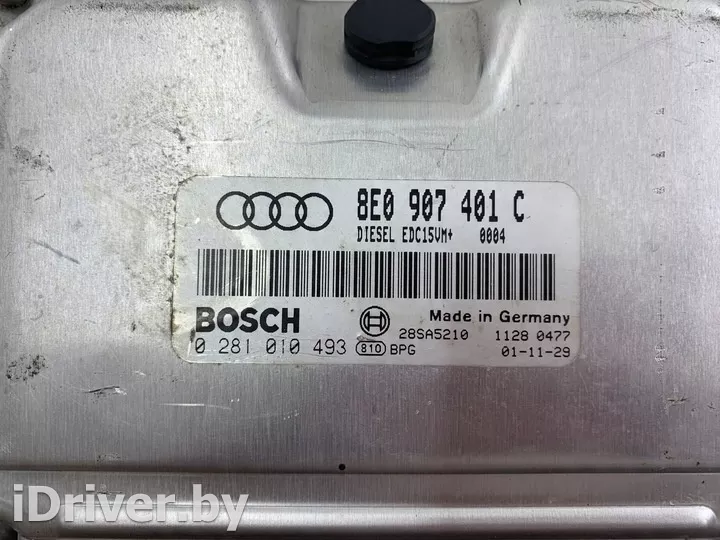 8E0 907 401 C
DIESEL EDC15VM+ 0004
BOSCH
Made in Germany
28SA5210 1128 0477
0 281 010 493 810 BPG 01-11-29
iDriver.by